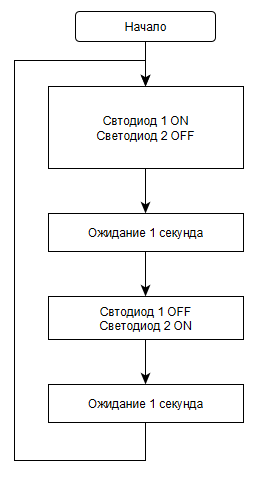 Начало
Свтодиод 1 ON
Светодиод 2 OFF
Ожидание 1 секунда
Свтодиод 1 OFF
Светодиод 2 ON
Ожидание 1 секунда